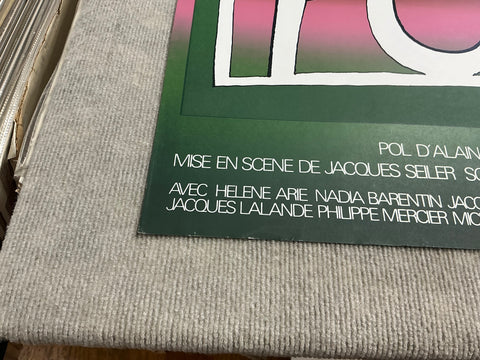 POL D'ALAIN
MISE EN SCENE DE JACQUES SEILER
AVEC HELENE ARIE NADIA BARENTIN
JACQUES LALANDE PHILIPPE MERCIER